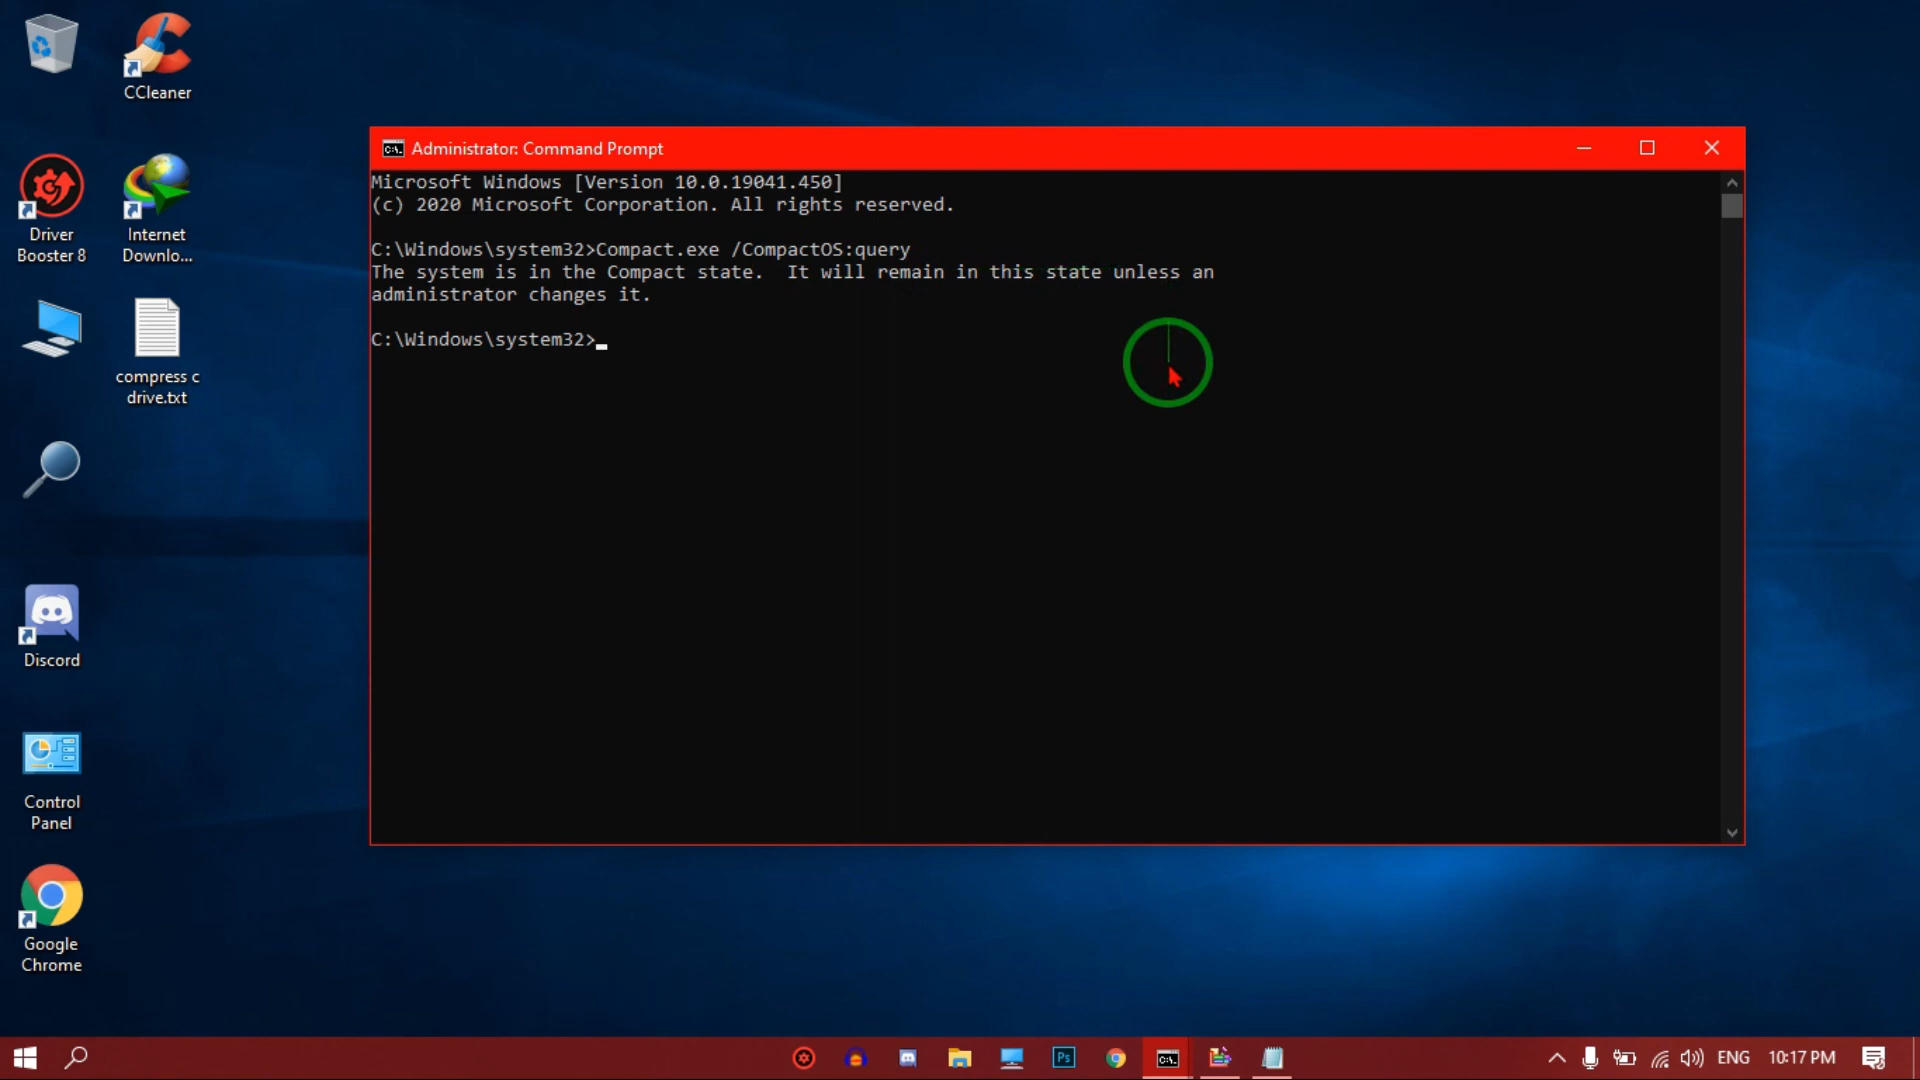 CCleaner
Driver
Booster 8
Internet
Downlo...
compress c
drive.txt
Discord
Control
Panel
Google
Chrome
Administrator: Command Prompt
Microsoft Windows [Version 10.0.19041.450]
(c) 2020 Microsoft Corporation. All rights reserved.
C:\Windows\system32>Compact.exe /CompactOS:query
The system is in the Compact state.  It will remain in this state unless an
administrator changes it.
C:\Windows\system32>
Ps
ENG
10:17 PM